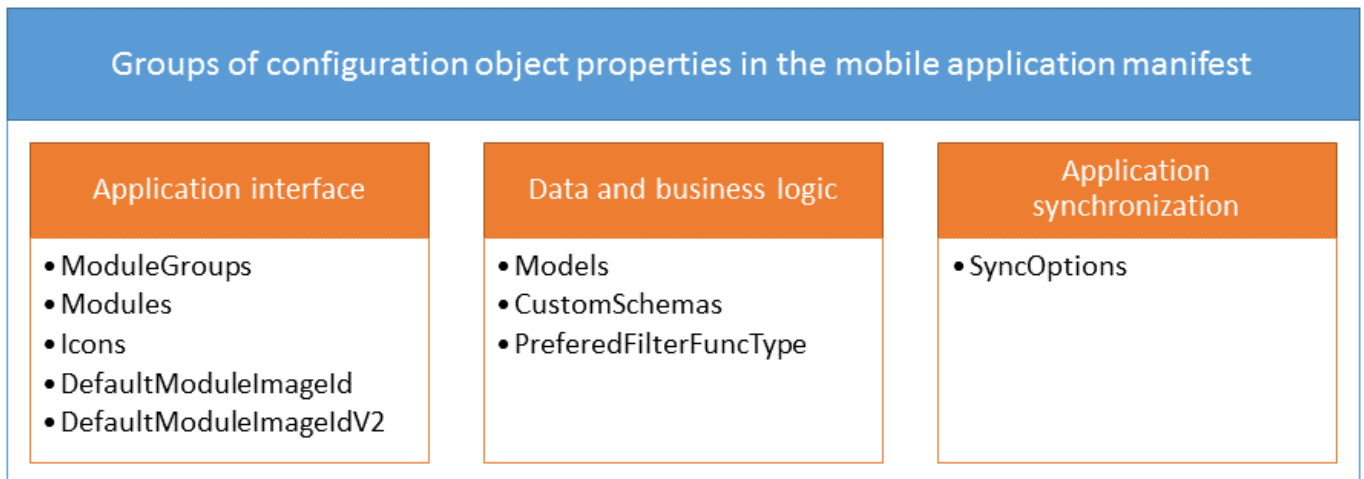 Groups of configuration object properties in the mobile application manifest
Application interface
• ModuleGroups
• Modules
• Icons
• DefaultModuleImageId
• DefaultModuleImageIdV2
Data and business logic
• Models
• CustomSchemas
• PreferedFilterFuncType
Application
synchronization
• SyncOptions